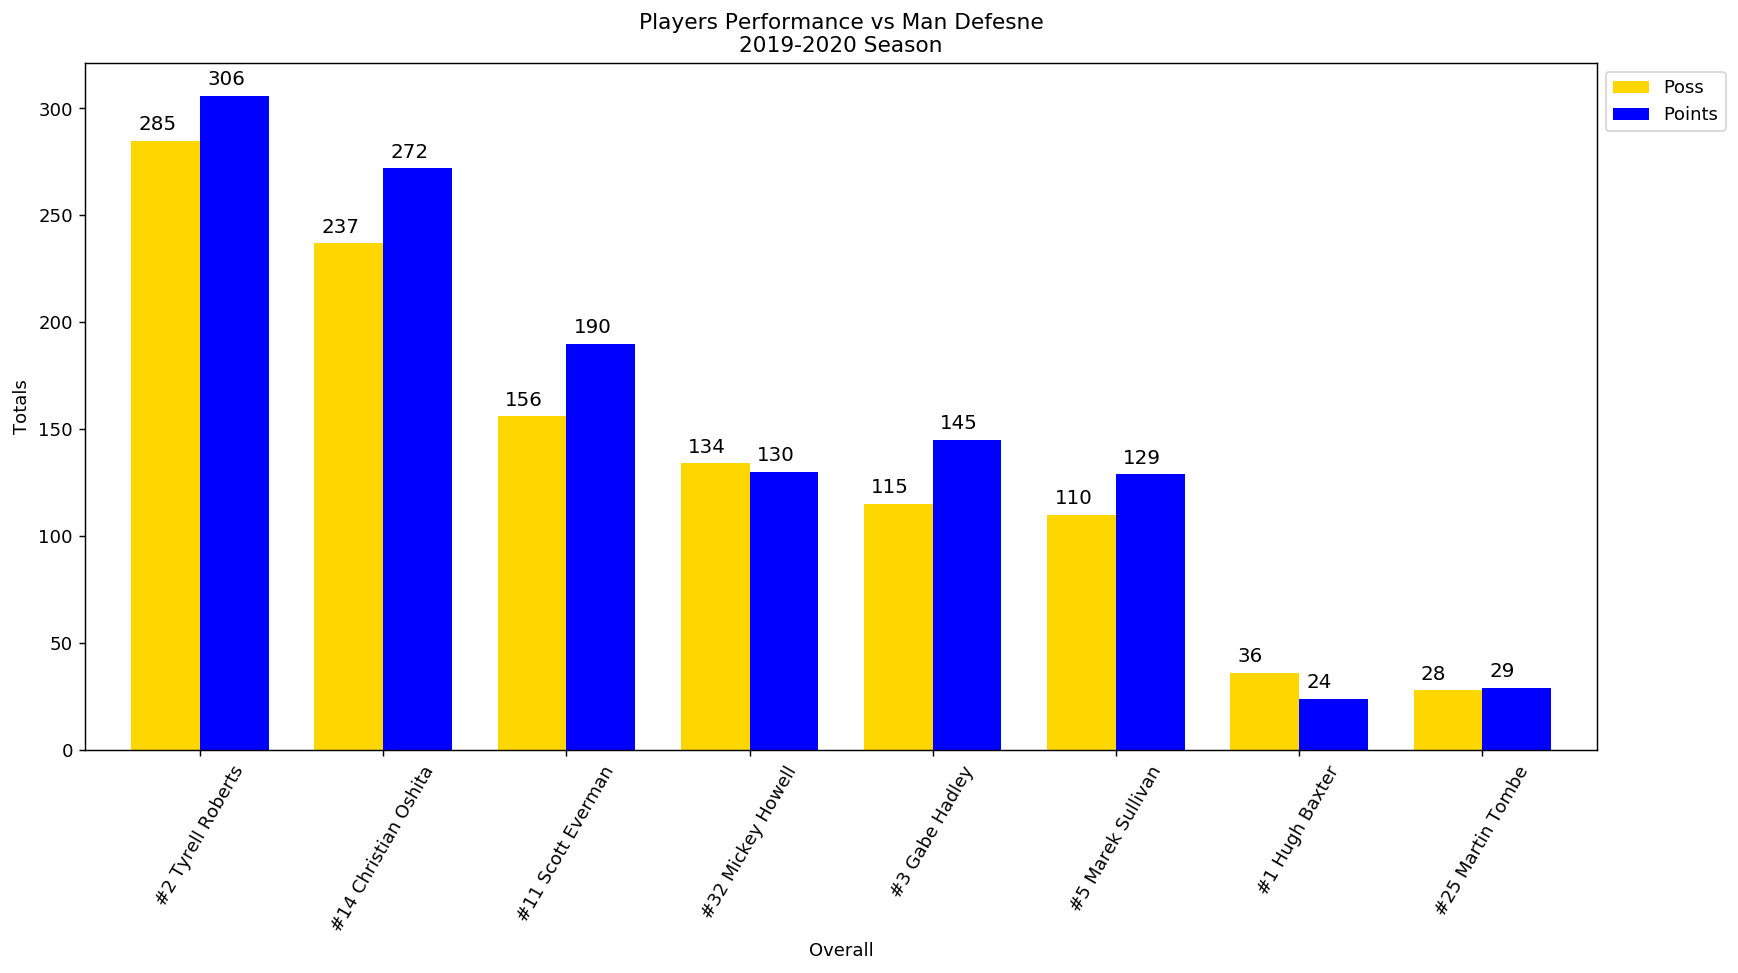 Players Performance vs Man Defesne
2019-2020 Season
Poss
Points
Totals
300
250
200
150
100
50
0
285
306
237
272
156
190
134
130
115
145
110
129
36
24
28
29
#2 Tyrell Roberts
#14 Christian Oshita
#11 Scott Everman
#32 Mickey Howell
#3 Gabe Hadley
#5 Marek Sullivan
#1 Hugh Baxter
#25 Martin Tombe
Overall